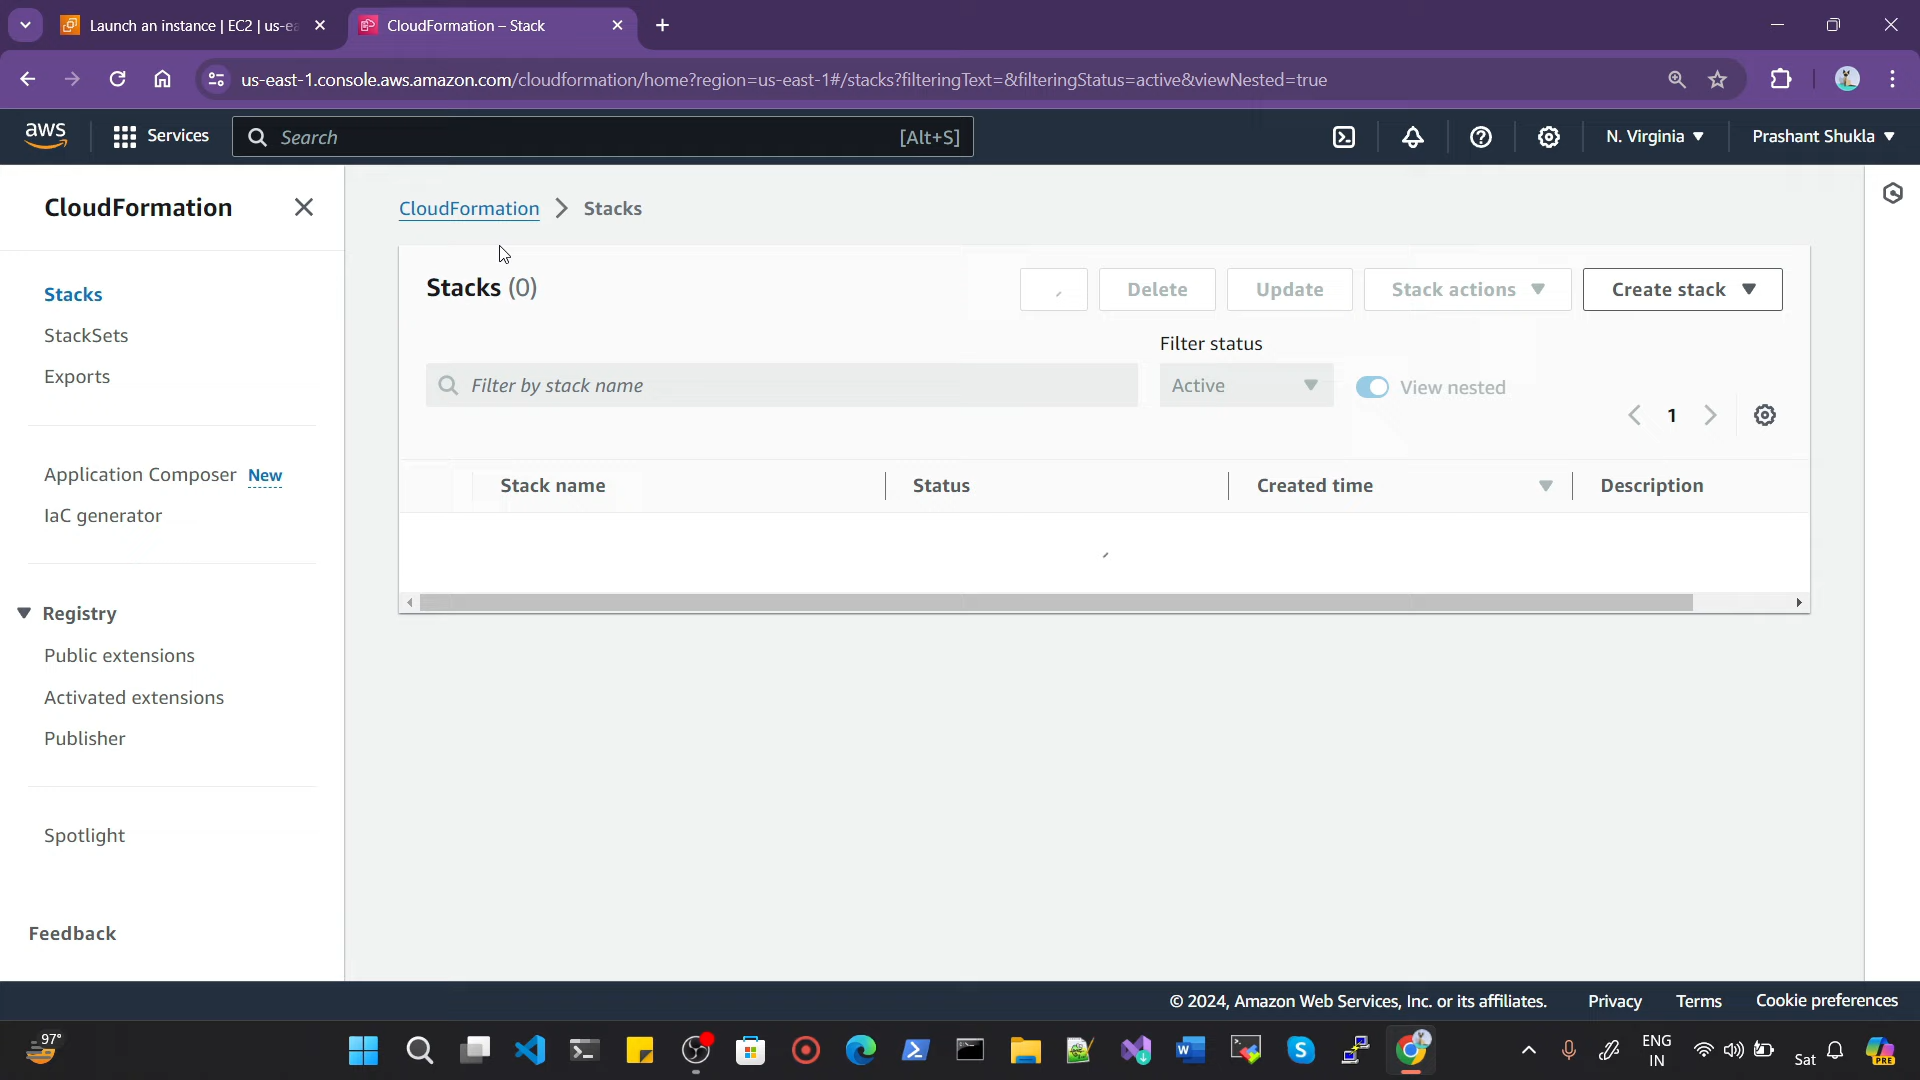 Launch an instance | EC2 | us-ea
CloudFormation – Stack
us-east-1.console.aws.amazon.com/cloudformation/home?region=us-east-1#/stacks?filteringText=&filteringStatus=active&viewNested=true
aws
Services
Search
[Alt+S]
N. Virginia
Prashant Shukla
CloudFormation
Stacks
StackSets
Exports
Application Composer New
IaC generator
Registry
Public extensions
Activated extensions
Publisher
Spotlight
Feedback
CloudFormation
Stacks
Stacks (0)
Delete
Update
Stack actions
Create stack
Filter status
Filter by stack name
Active
View nested
1
Stack name
Status
Created time
Description
© 2024, Amazon Web Services, Inc. or its affiliates.
Privacy
Terms
Cookie preferences
97°
ENG
IN
Sat
PRE